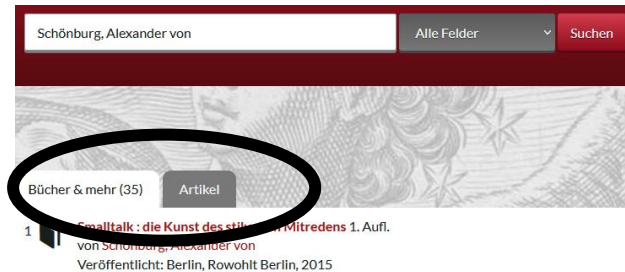 Schönburg, Alexander von Alle Felder Suchen
Bücher & mehr (35) Artikel
1 Smalltalk : die Kunst des Mitredens 1. Aufl.
von Schönburg, Alexander von
Veröffentlicht: Berlin, Rowohlt Berlin, 2015